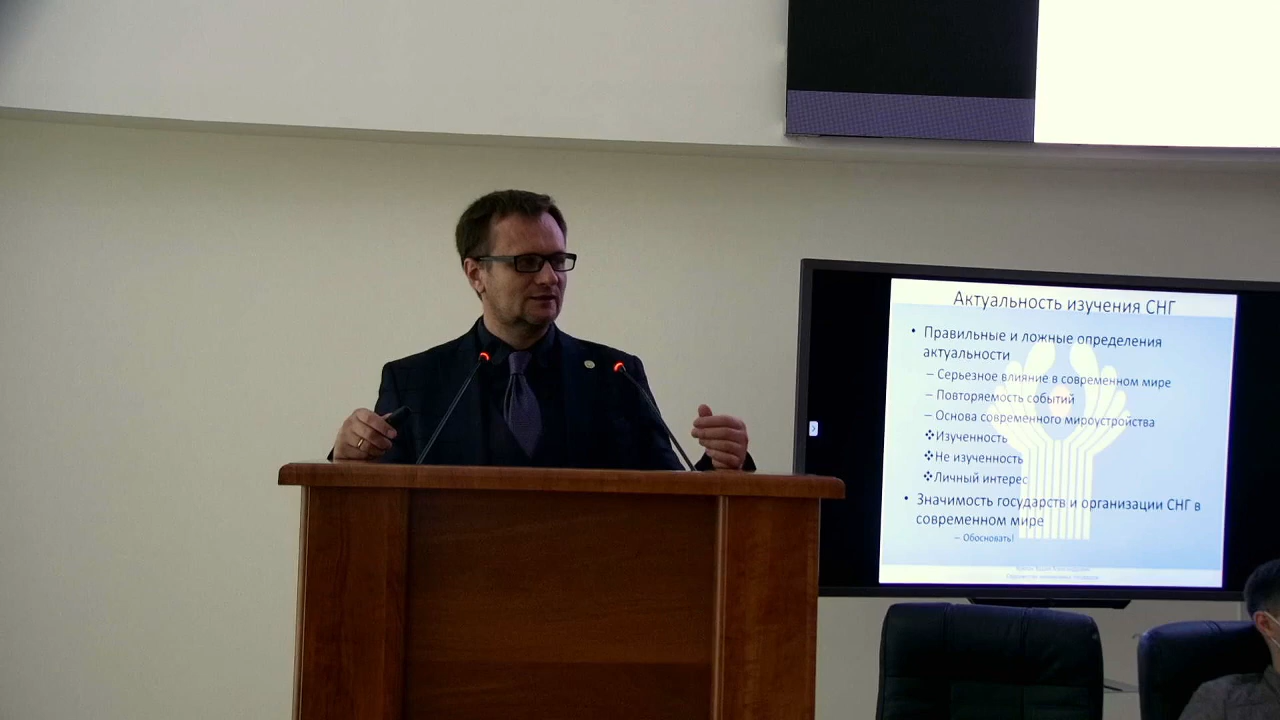 Актуальность изучения СНГ
• Правильные и ложные определения
актуальности
– Серьезное влияние в современном мире
– Повторяемость событий
– Основа современного мироустройства
❖Изученность
❖Не изученность
❖Личный интерес
• Значимость государств и организации СНГ в
современном мире
– Обосновать!